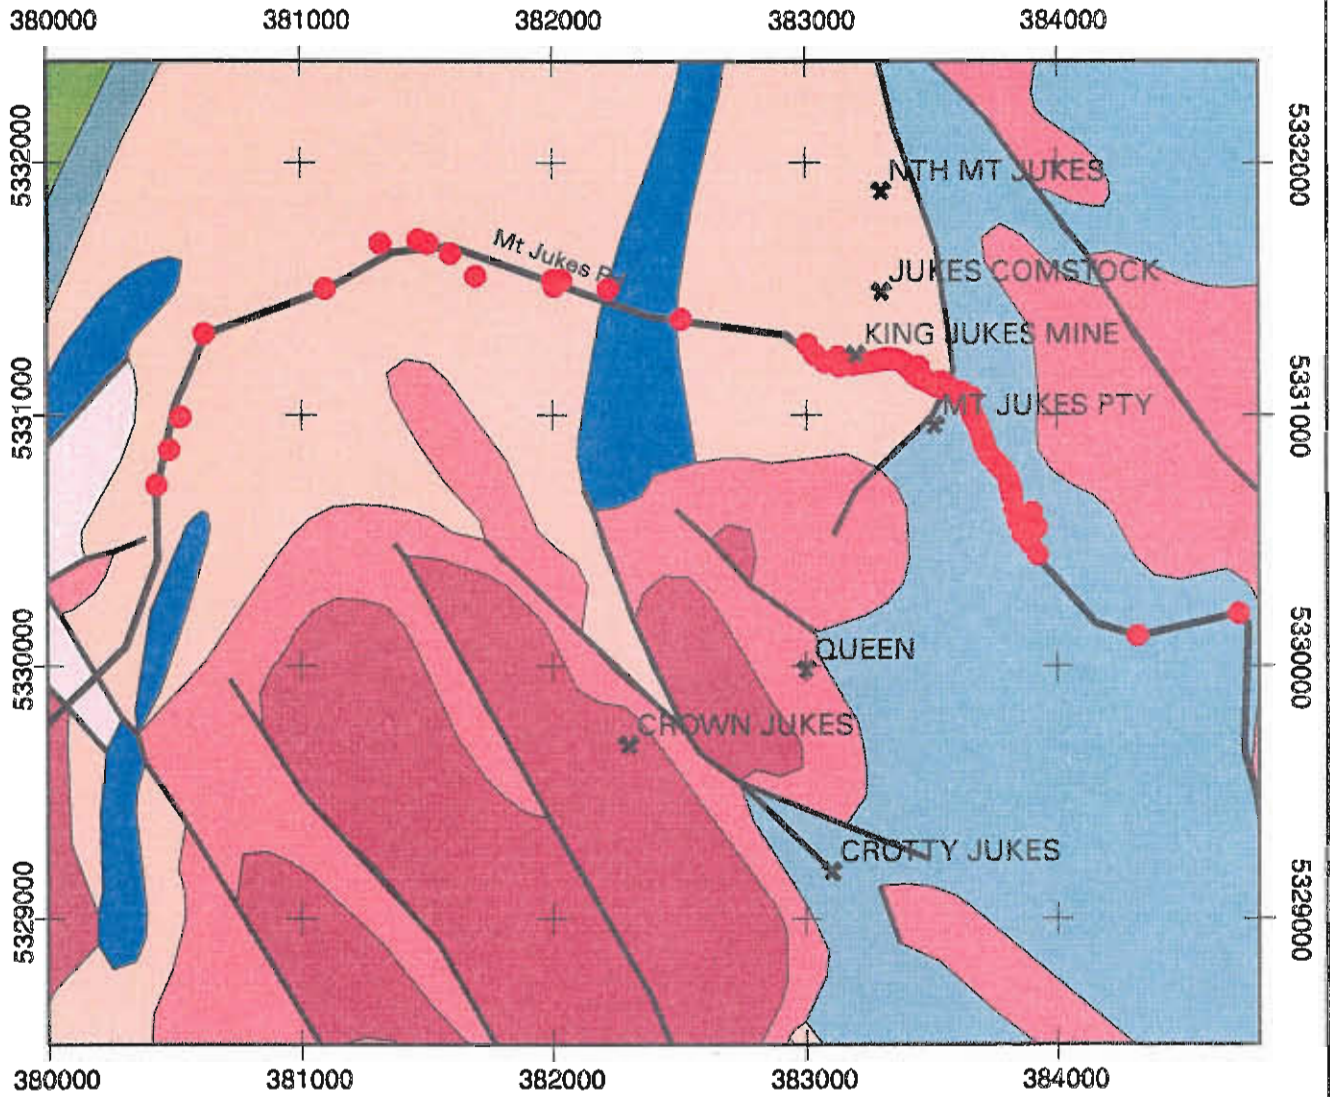 380000 381000 382000 383000 384000
5332000 5332000
NTH MT JUKES
Mt Jukes
JUKES COMSTOCK
KING JUKES MINE
5331000 MT JUKES PTY 5331000
5330000 QUEEN 5330000
CROWN JUKES
CROTTY JUKES
5329000 5329000
380000 381000 382000 383000 384000